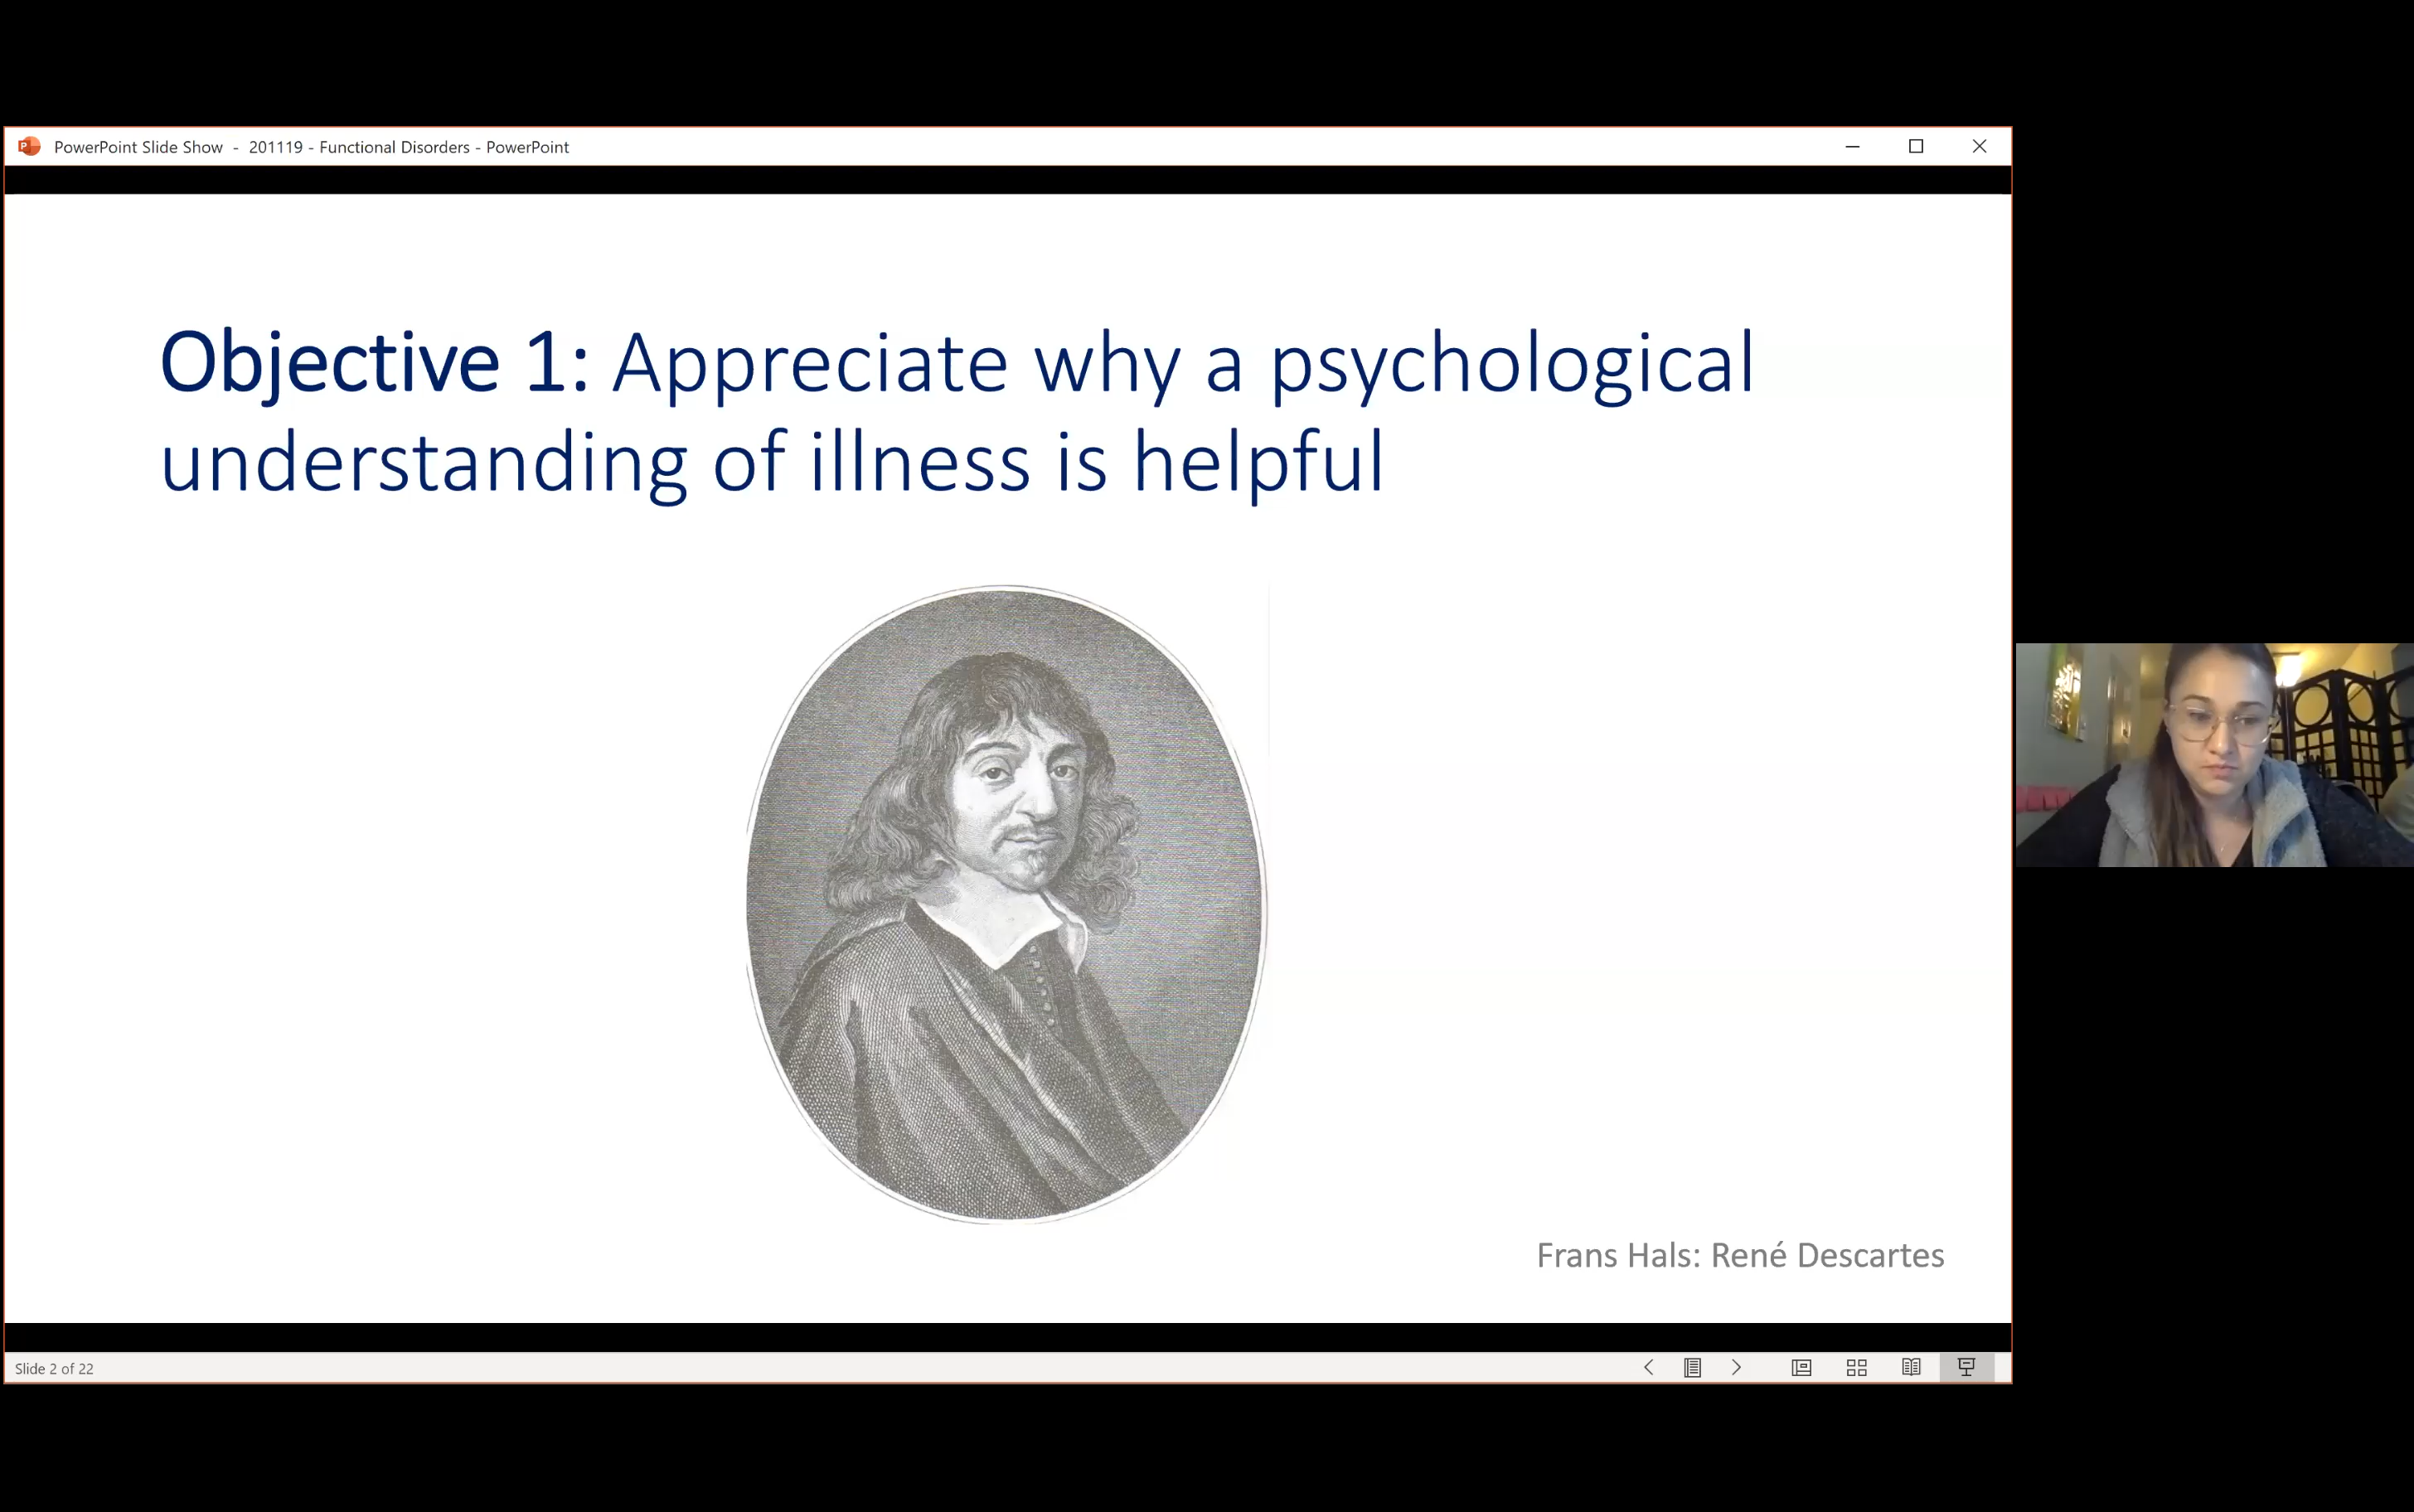 PowerPoint Slide Show - 201119 - Functional Disorders - PowerPoint
Objective 1: Appreciate why a psychological
understanding of illness is helpful
Frans Hals: René Descartes
Slide 2 of 22